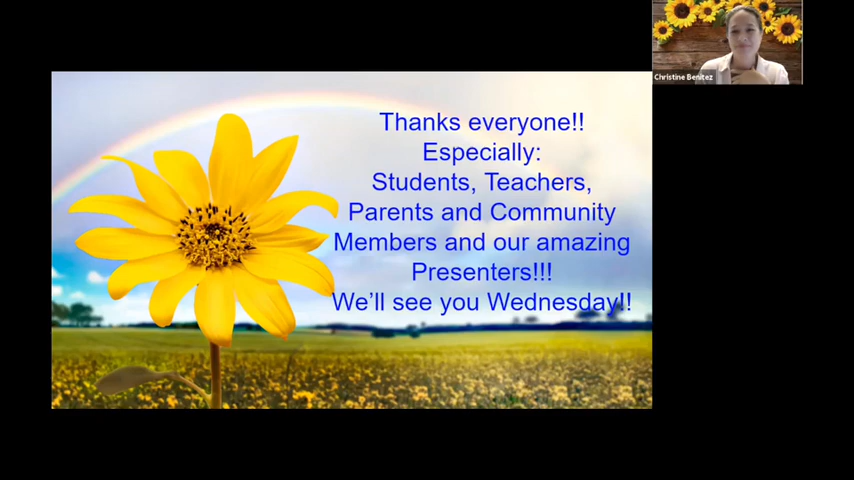 Christine Benitez
Thanks everyone!!
Especially:
Students, Teachers,
Parents and Community
Members and our amazing
Presenters!!!
We'll see you Wednesday!!